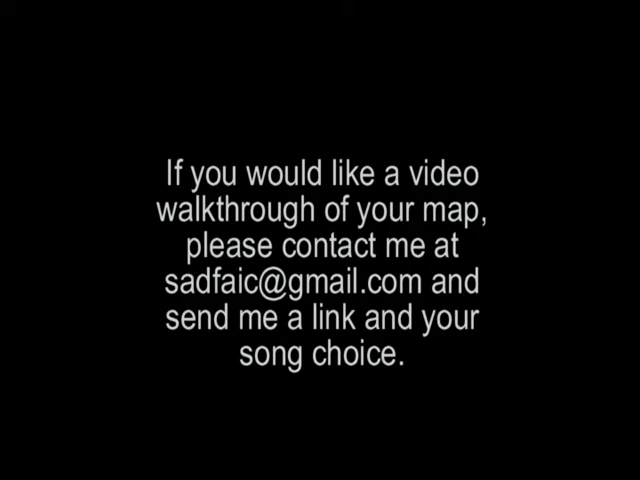 If you would like a video
walkthrough of your map,
please contact me at
sadfaic@gmail.com and
send me a link and your
song choice.